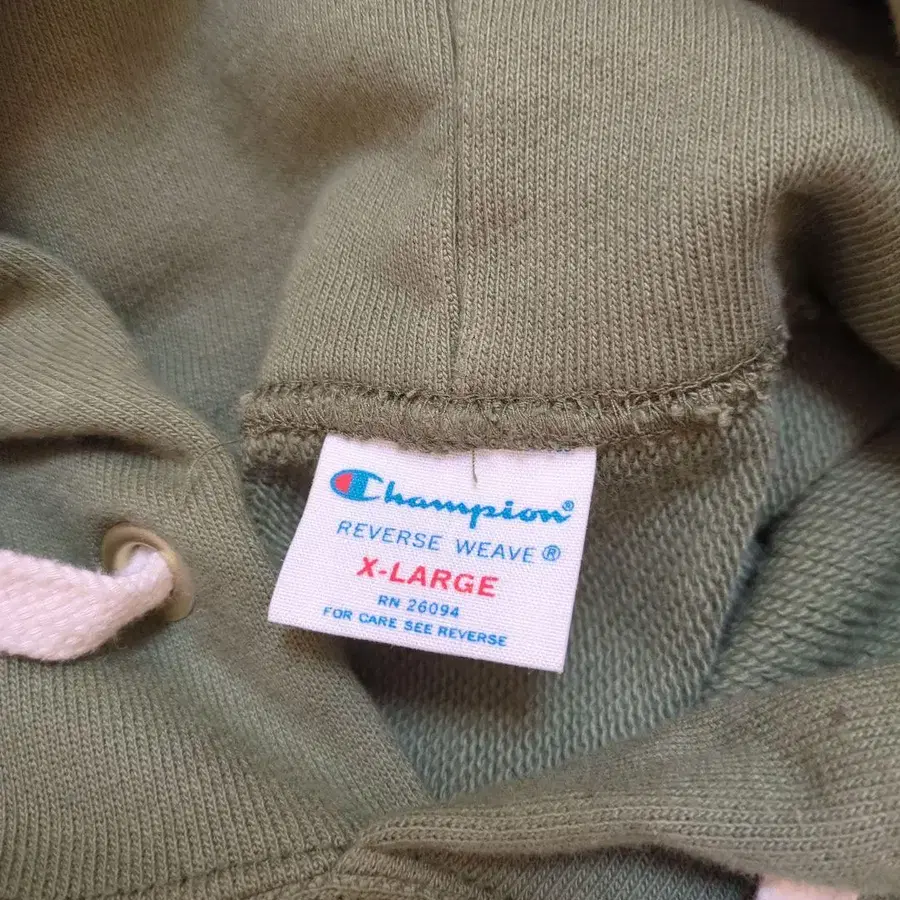 Champion®
REVERSE WEAVE®
X-LARGE
RN 26094
FOR CARE SEE REVERSE